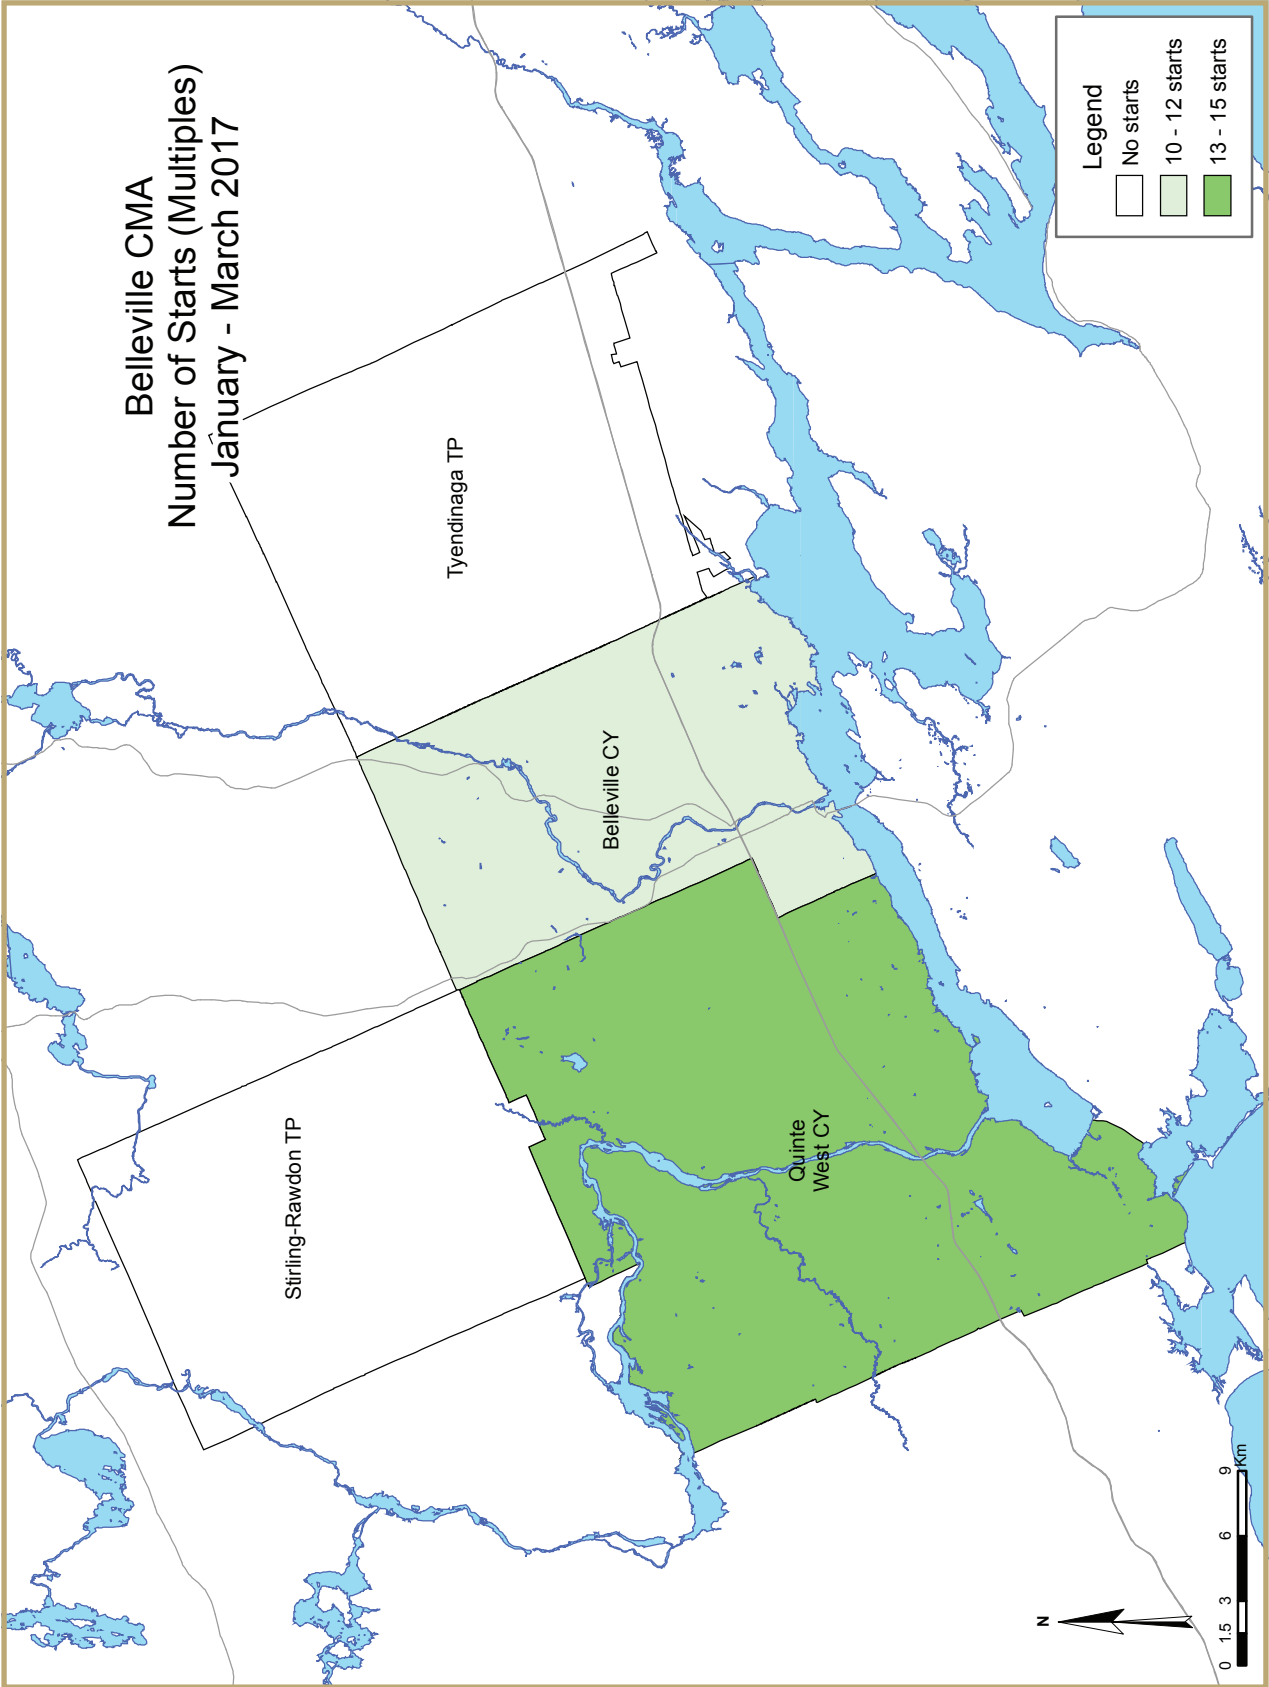 Belleville CMA
Number of Starts (Multiples)
January - March 2017
Tyendinaga TP
Belleville CY
Stirling-Rawdon TP
Quinte
West CY
Legend
No starts
10 - 12 starts
13 - 15 starts
N
0 1.5 3 6 9
Km